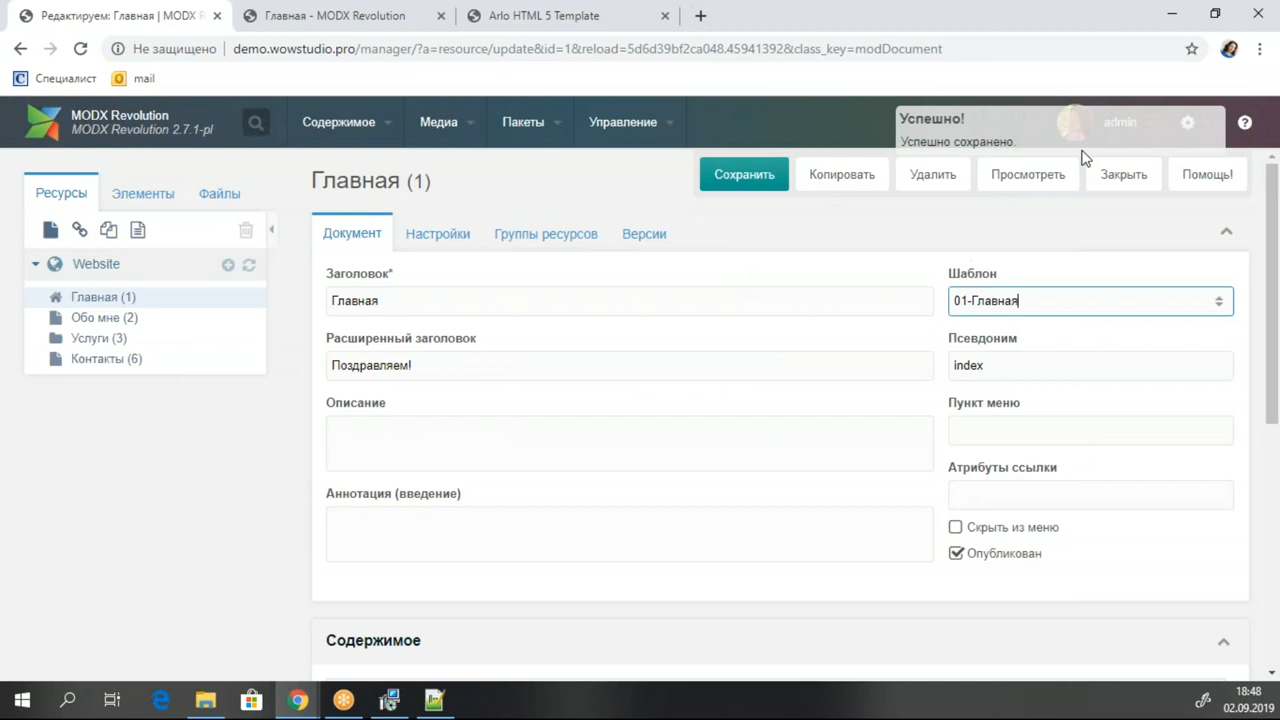 Редактируем: Главная | MODX R
Главная - MODX Revolution
Arlo HTML 5 Template
Не защищено
demo.wowstudio.pro/manager/?a=resource/update&id=1&reload=5d6d39bf2ca048.45941392&class_key=modDocument
Специалист
mail
MODX Revolution
MODX Revolution 2.7.1-pl
Содержимое
Медиа
Пакеты
Управление
Успешно!
Успешно сохранено.
admin
Ресурсы
Элементы
Файлы
Website
Главная (1)
Обо мне (2)
Услуги (3)
Контакты (6)
Главная (1)
Сохранить
Копировать
Удалить
Просмотреть
Закрыть
Помощь!
Документ
Настройки
Группы ресурсов
Версии
Заголовок*
Главная
Расширенный заголовок
Поздравляем!
Описание
Аннотация (введение)
Шаблон
01-Главная
Псевдоним
index
Пункт меню
Атрибуты ссылки
Скрыть из меню
Опубликован
Содержимое
18:48
02.09.2019